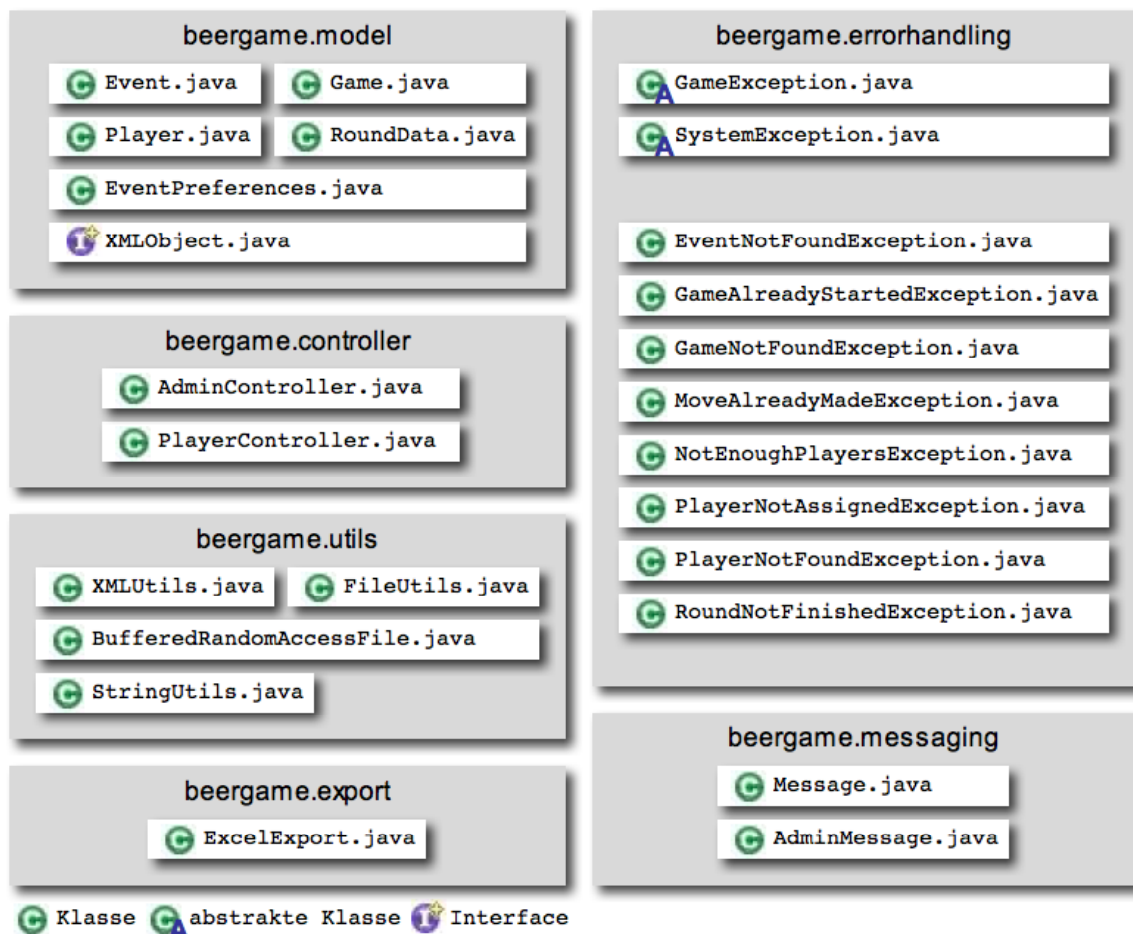 beergame.model
Event.java
Game.java
Player.java
RoundData.java
EventPreferences.java
XMLObject.java
beergame.controller
AdminController.java
PlayerController.java
beergame.utils
XMLUtils.java
FileUtils.java
BufferedRandomAccessFile.java
StringUtils.java
beergame.export
ExcelExport.java
beergame.errorhandling
GameException.java
SystemException.java
EventNotFoundException.java
GameAlreadyStartedException.java
GameNotFoundException.java
MoveAlreadyMadeException.java
NotEnoughPlayersException.java
PlayerNotAssignedException.java
PlayerNotFoundException.java
RoundNotFinishedException.java
beergame.messaging
Message.java
AdminMessage.java
Klasse abstrakte Klasse Interface